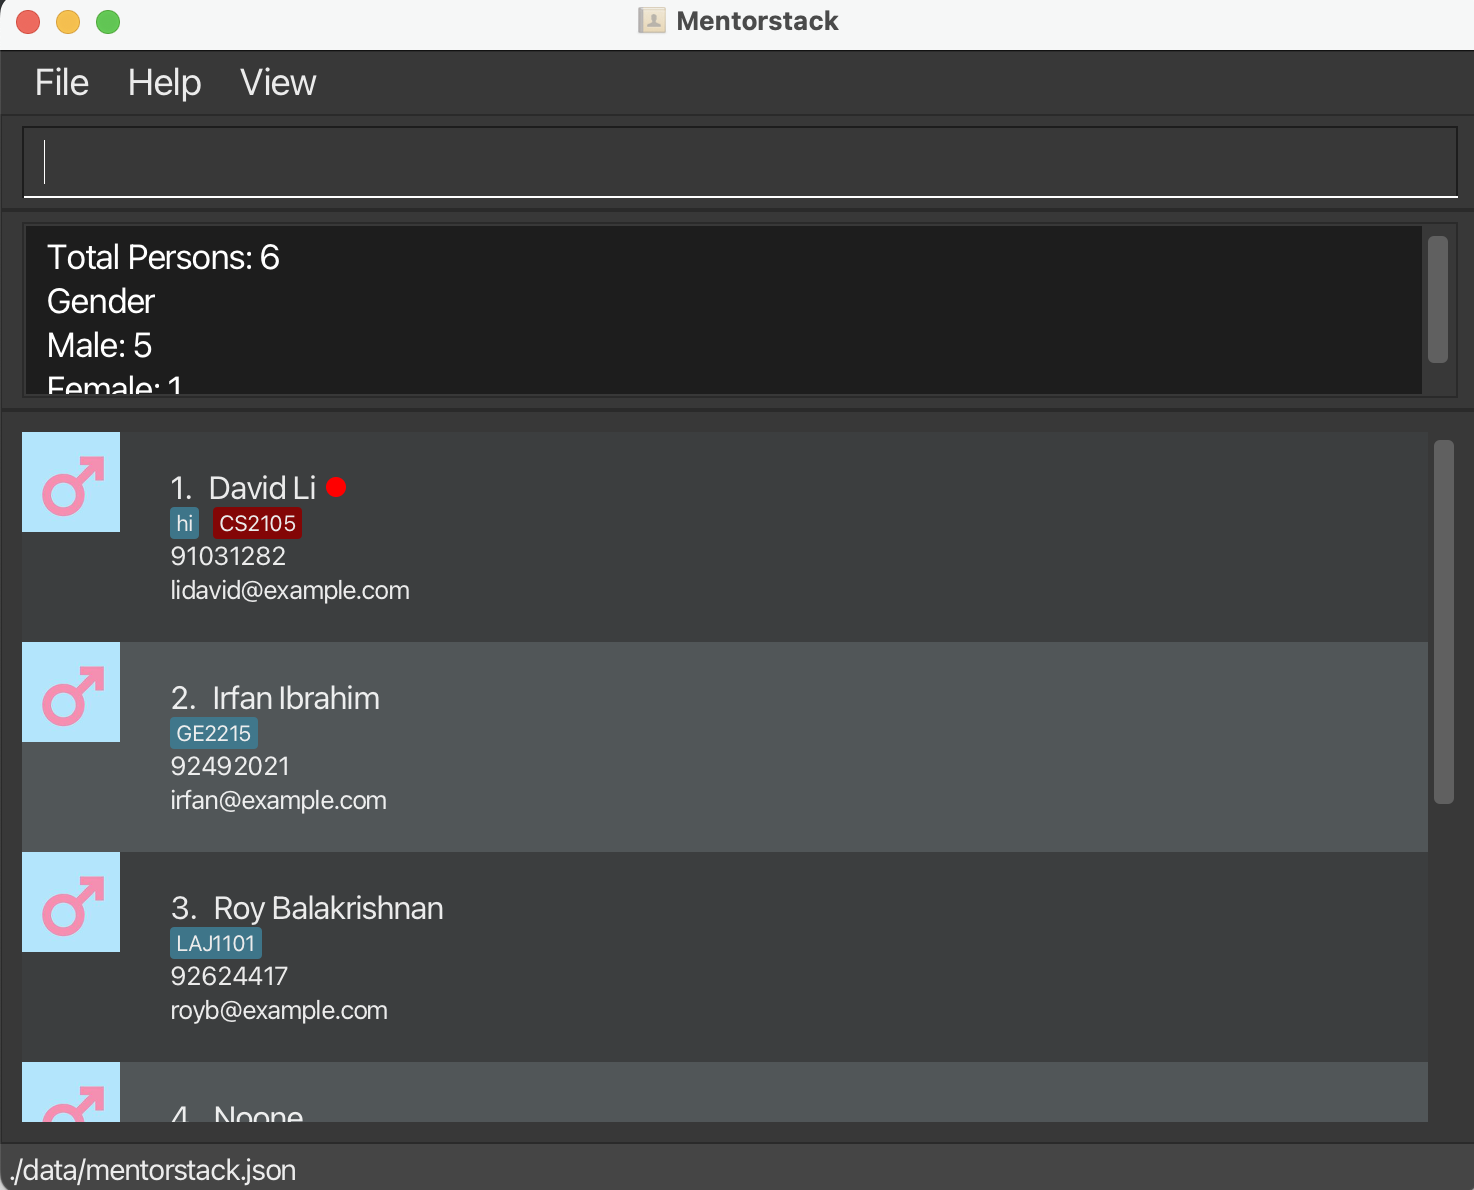 Mentorstack
File Help View
Total Persons: 6
Gender
Male: 5
Female: 1
1. David Li
hi CS2105
91031282
lidavid@example.com
2. Irfan Ibrahim
GE2215
92492021
irfan@example.com
3. Roy Balakrishnan
LAJ1101
92624417
royb@example.com
4. Noone
./data/mentorstack.json